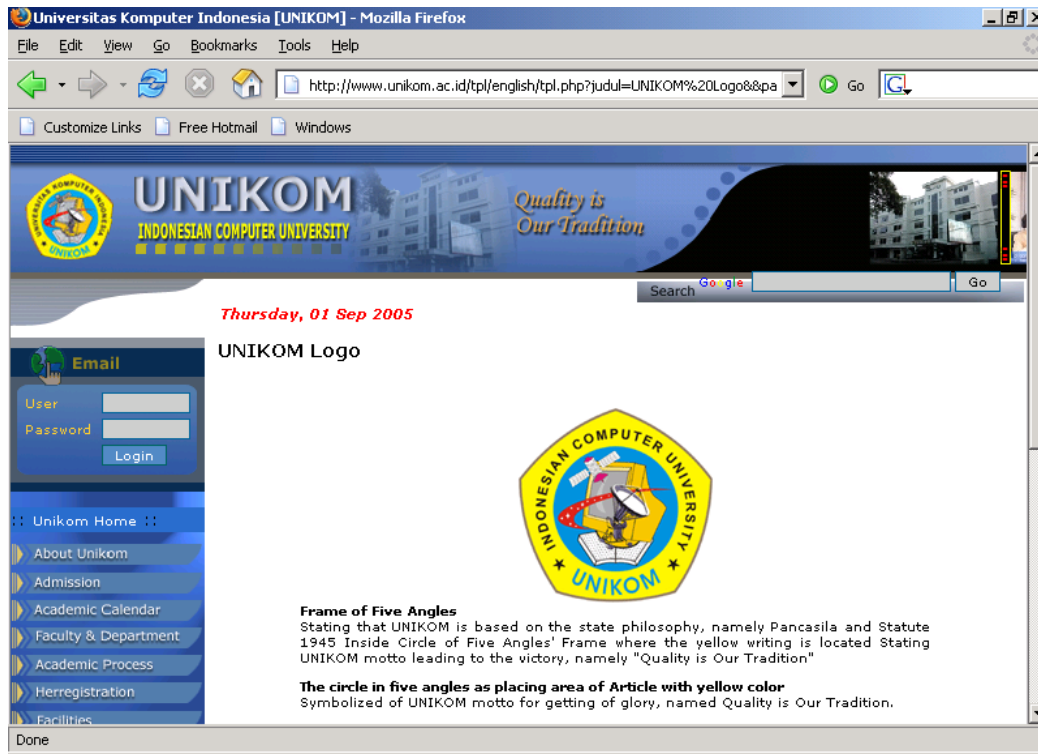 Universitas Komputer Indonesia [UNIKOM] - Mozilla Firefox
File Edit View Go Bookmarks Tools Help
http://www.unikom.ac.id/tpl/english/tpl.php?judul=UNIKOM%20Logo&&pa Go G
Customize Links Free Hotmail Windows
UNIVERSITAS KOMPUTER INDONESIA
UNIKOM
UNIKOM
INDONESIAN COMPUTER UNIVERSITY
Quality is
Our Tradition
Search Google Go
Thursday, 01 Sep 2005
UNIKOM Logo
Email
User
Password
Login
:: Unikom Home ::
About Unikom
Admission
Academic Calendar
Faculty & Department
Academic Process
Herregistration
Facilities
INDONESIAN COMPUTER UNIVERSITY
UNIKOM
Frame of Five Angles
Stating that UNIKOM is based on the state philosophy, namely Pancasila and Statute
1945 Inside Circle of Five Angles' Frame where the yellow writing is located Stating
UNIKOM motto leading to the victory, namely "Quality is Our Tradition"
The circle in five angles as placing area of Article with yellow color
Symbolized of UNIKOM motto for getting of glory, named Quality is Our Tradition.
Done